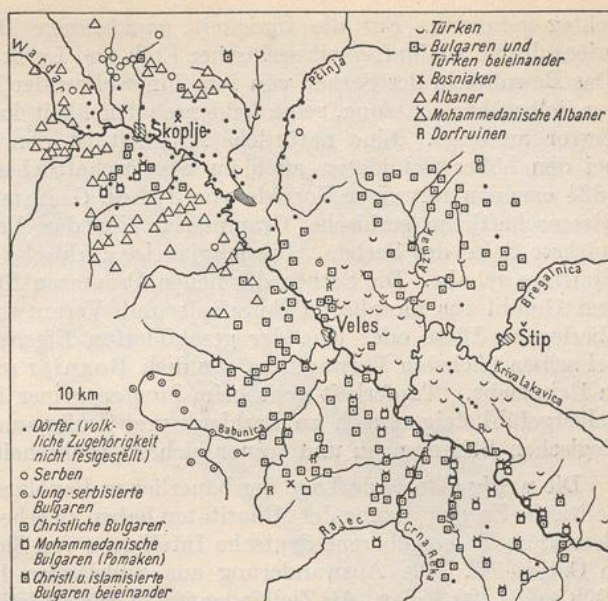 Türken
Bulgaren und
Türken beieinander
Bosniaken
Albaner
Mohammedanische Albaner
R Dorfruinen
Wardar
Pčinja
Skoplje
Azmak
Bregalnica
Veles
Štip
Kriva Lakavica
10 km
Babunica
R
R
R
R
Rajec
Crna Reka
Dörfer (volk-
liche Zugehörigkeit
nicht festgestellt)
Serben
Jung-serbisierte
Bulgaren
Christliche Bulgaren
Mohammedanische
Bulgaren (Pomaken)
Christl. u. islamisierte
Bulgaren beieinander